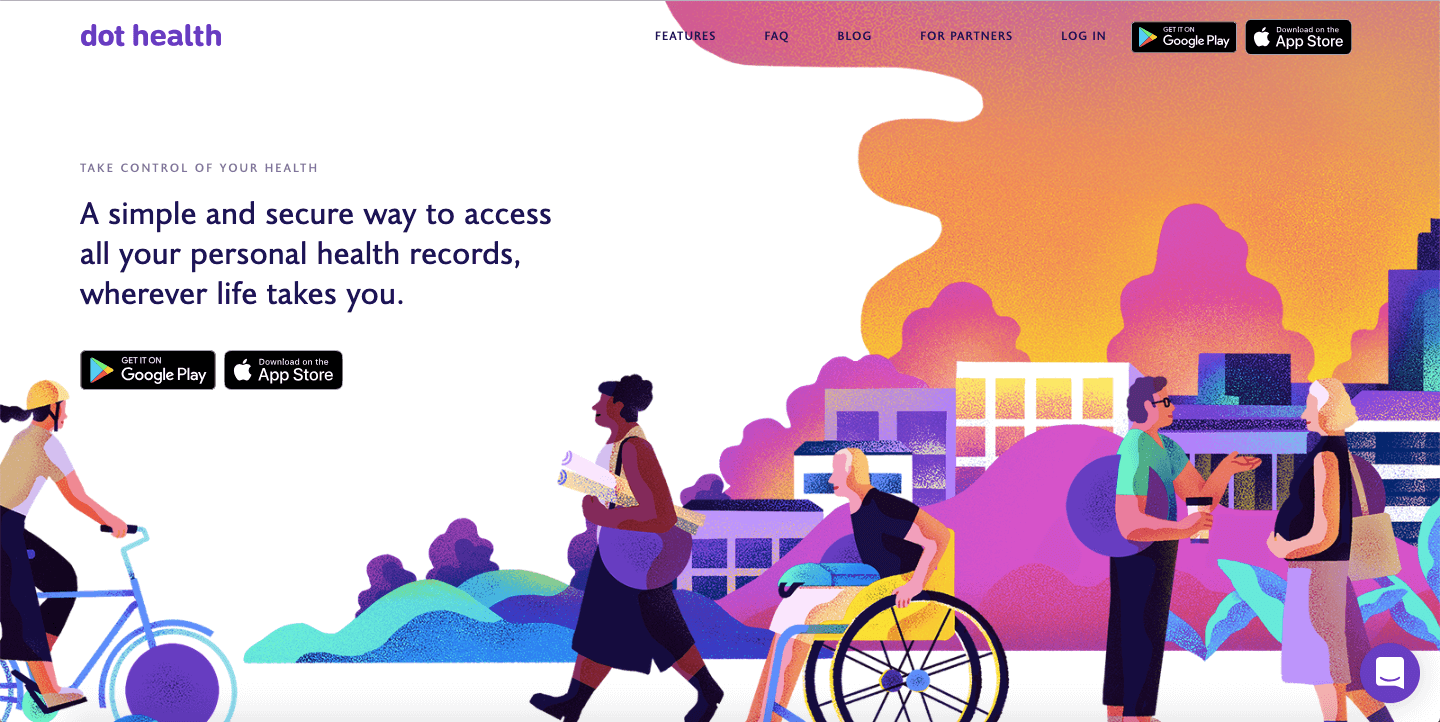 dot health
FEATURES
FAQ
BLOG
FOR PARTNERS
LOG IN
GET IT ON
Google Play
Download on the
App Store
TAKE CONTROL OF YOUR HEALTH
A simple and secure way to access
all your personal health records,
wherever life takes you.
GET IT ON
Google Play
Download on the
App Store